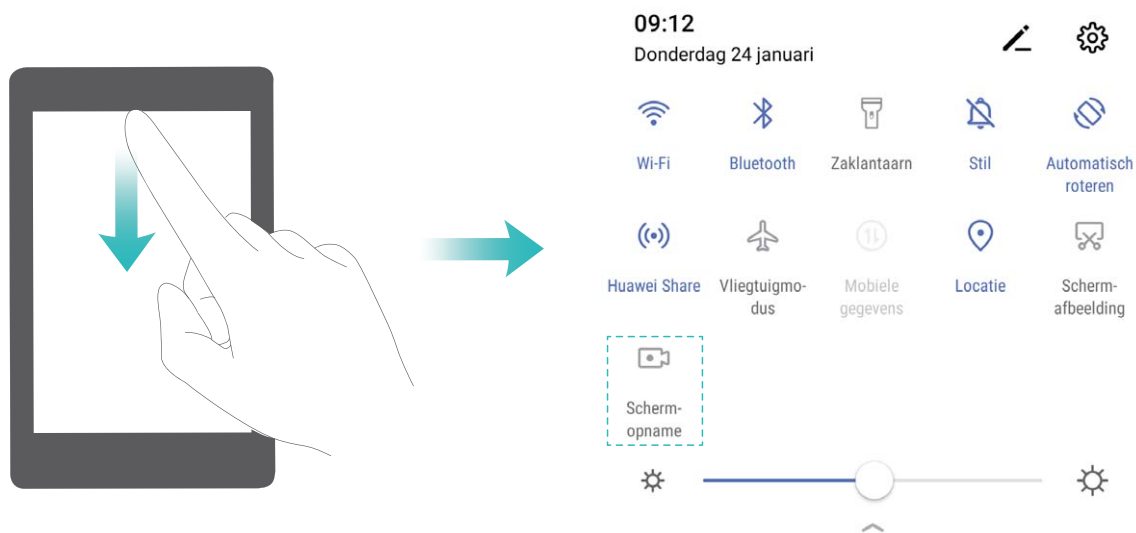 09:12
Donderdag 24 januari
Wi-Fi
Bluetooth
Zaklantaarn
Stil
Automatisch
roteren
Huawei Share
Vliegtuigmo-
dus
Mobiele
gegevens
Locatie
Scherm-
afbeelding
Scherm-
opname